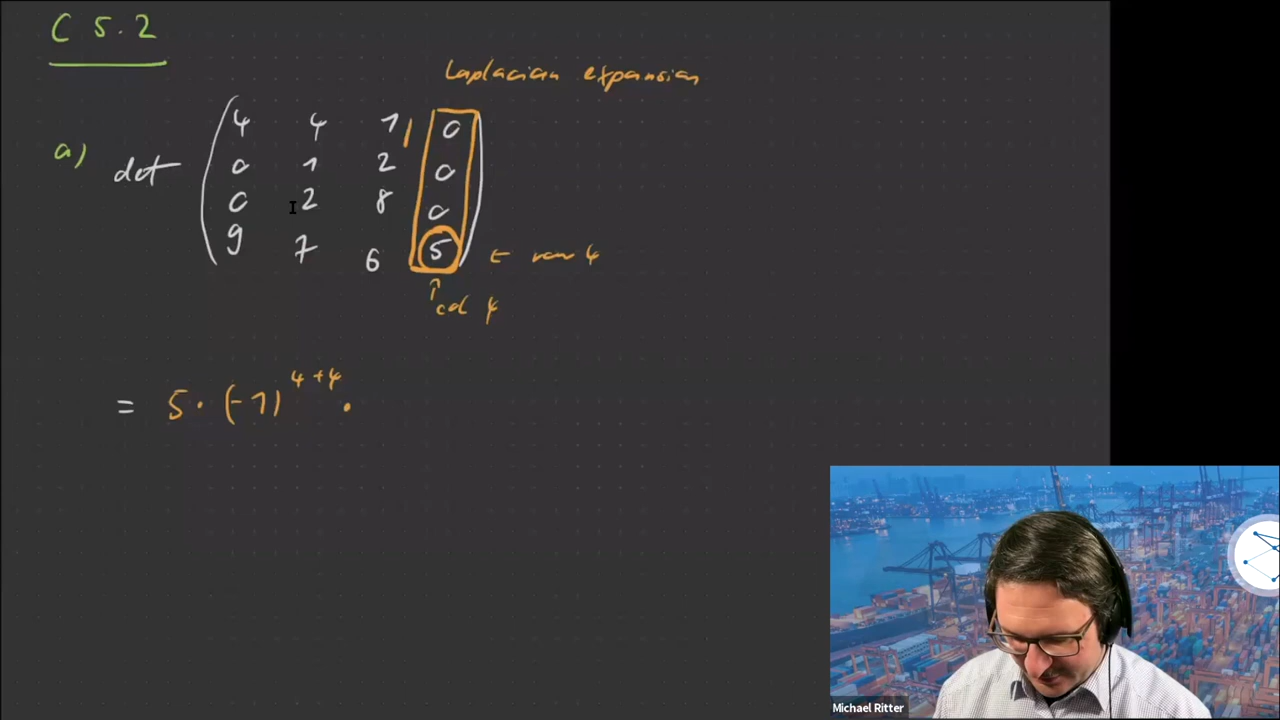 C 5.2
Laplacian expansion
a) det
4 4 1 0
0 1 2 0
0 2 8 0
9 7 6 5 ← row 4
↑
col 4
= 5 · (-1)^{4+4} ·
Michael Ritter